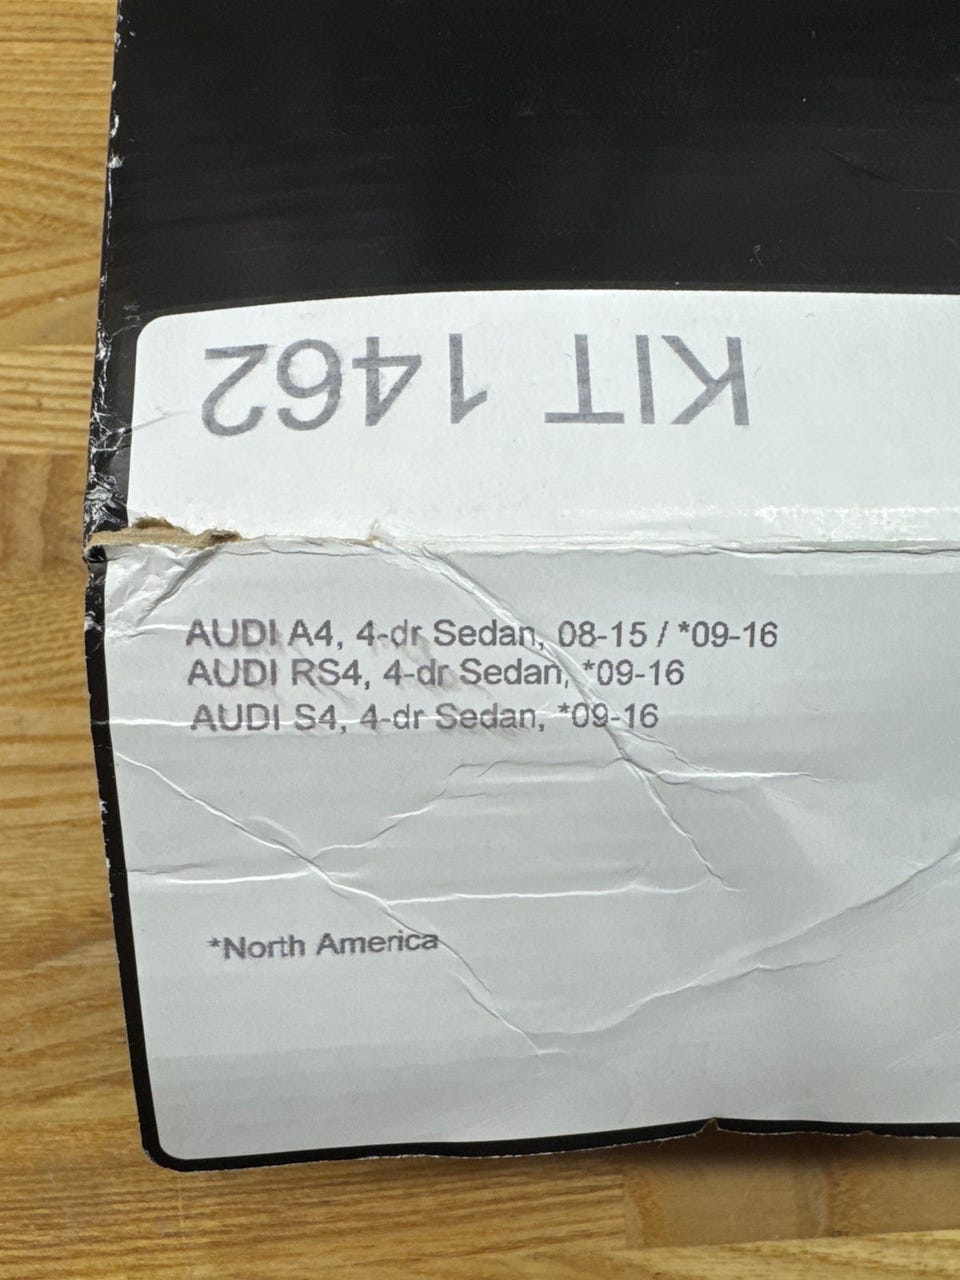 KIT 1462
AUDI A4, 4-dr Sedan, 08-15 / *09-16
AUDI RS4, 4-dr Sedan, *09-16
AUDI S4, 4-dr Sedan, *09-16
*North America